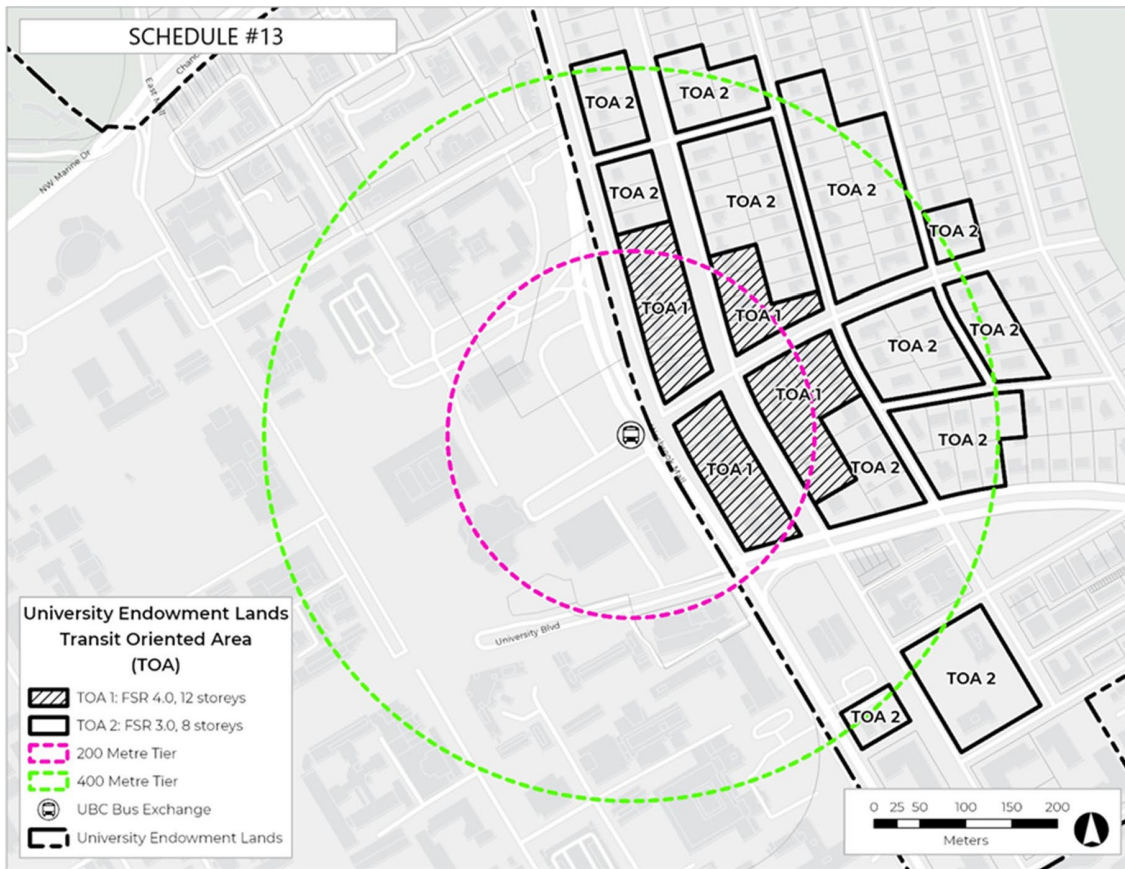 SCHEDULE #13
NW Marine Dr
TOA 2
TOA 2
TOA 2
TOA 2
TOA 2
TOA 2
TOA 1
TOA 1
TOA 2
TOA 2
TOA 1
TOA 2
TOA 1
TOA 2
University Blvd
TOA 2
TOA 2
University Endowment Lands
Transit Oriented Area
(TOA)
TOA 1: FSR 4.0, 12 storeys
TOA 2: FSR 3.0, 8 storeys
200 Metre Tier
400 Metre Tier
UBC Bus Exchange
University Endowment Lands
0 25 50 100 150 200
Meters